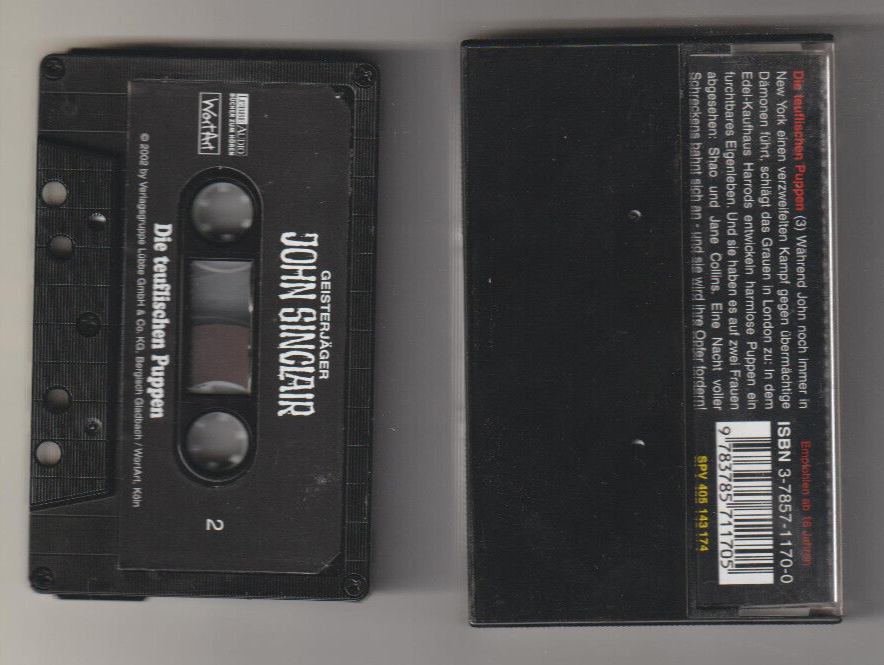 GEISTERJÄGER
JOHN SINCLAIR
LÜBBE AUDIO
BÜCHER ZUM HÖREN
WortArt
2
Die teuflischen Puppen
© 2002 by Verlagsgruppe Lübbe GmbH & Co. KG, Bergisch Gladbach / WortArt, Köln
Die teuflischen Puppen (3) Während John noch immer in
New York einen verzweifelten Kampf gegen übermächtige
Dämonen führt, schlägt das Grauen in London zu: In dem
Edel-Kaufhaus Harrods entwickeln harmlose Puppen ein
furchtbares Eigenleben. Und sie haben es auf zwei Frauen
abgesehen: Shao und Jane Collins. Eine Nacht voller
Schreckens bahnt sich an - und sie wird ihre Opfer fordern!
Empfohlen ab 16 Jahren
ISBN 3-7857-1170-0
9 783785 711705
SPV 405 143 174